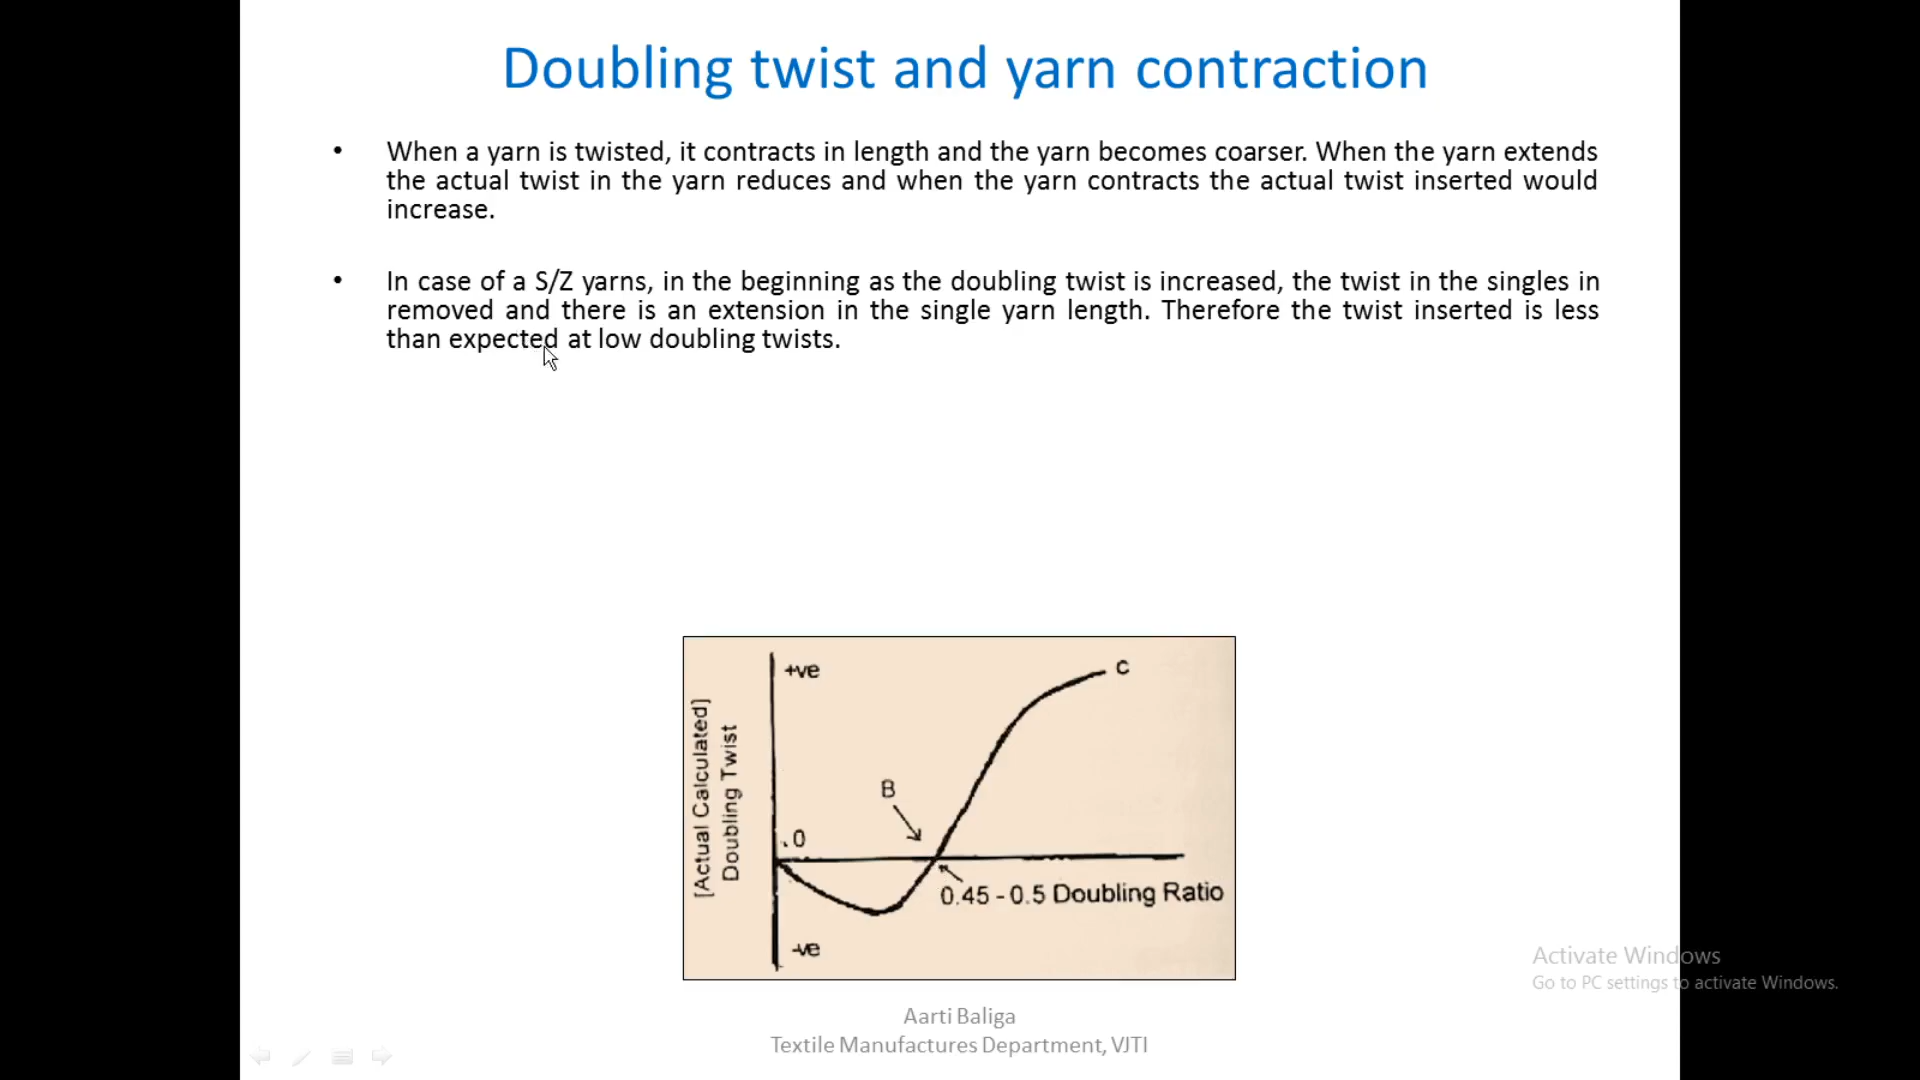 Doubling twist and yarn contraction
• When a yarn is twisted, it contracts in length and the yarn becomes coarser. When the yarn extends
the actual twist in the yarn reduces and when the yarn contracts the actual twist inserted would
increase.
• In case of a S/Z yarns, in the beginning as the doubling twist is increased, the twist in the singles in
removed and there is an extension in the single yarn length. Therefore the twist inserted is less
than expected at low doubling twists.
[Actual Calculated]
Doubling Twist
+ve
C
B
0
0.45 - 0.5 Doubling Ratio
-ve
Activate Windows
Go to PC settings to activate Windows.
Aarti Baliga
Textile Manufactures Department, VJTI